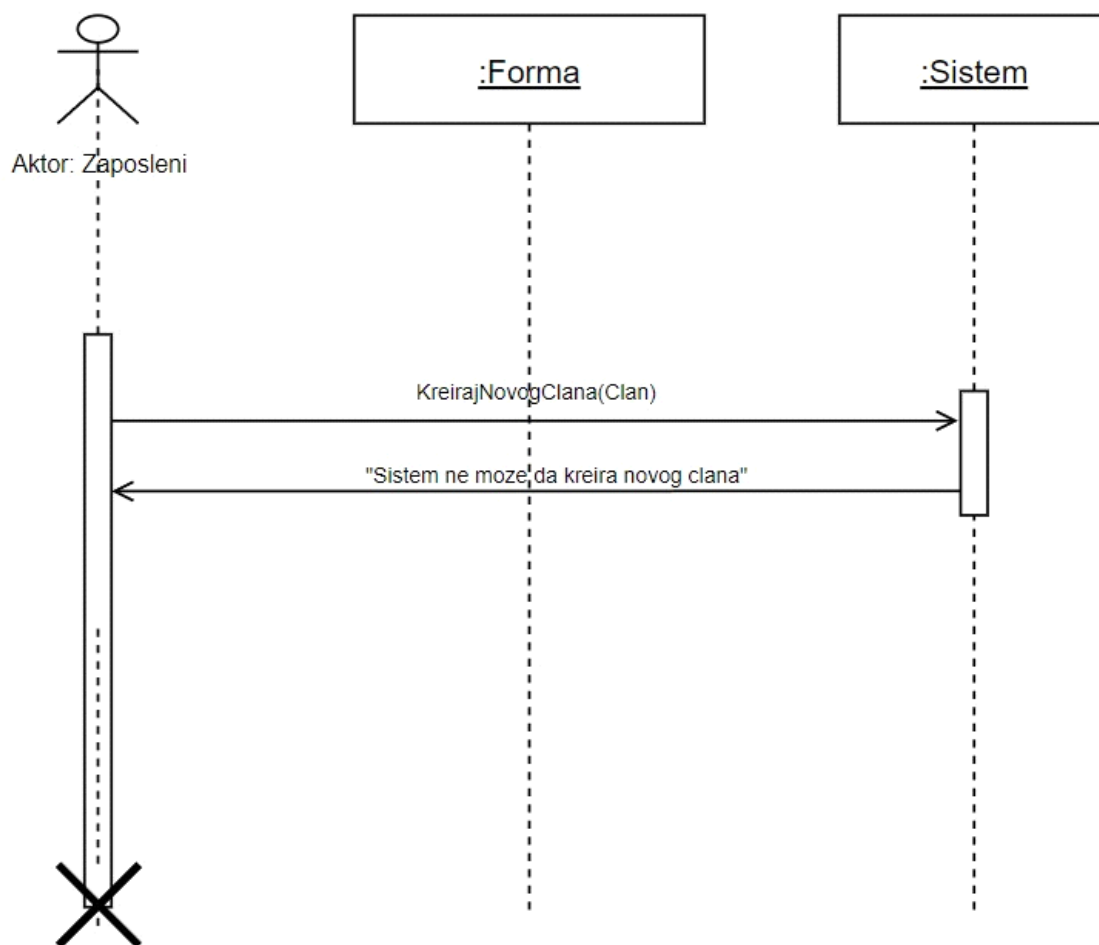 :Forma
:Sistem
Aktor: Zaposleni
KreirajNovogClana(Clan)
"Sistem ne moze da kreira novog clana"